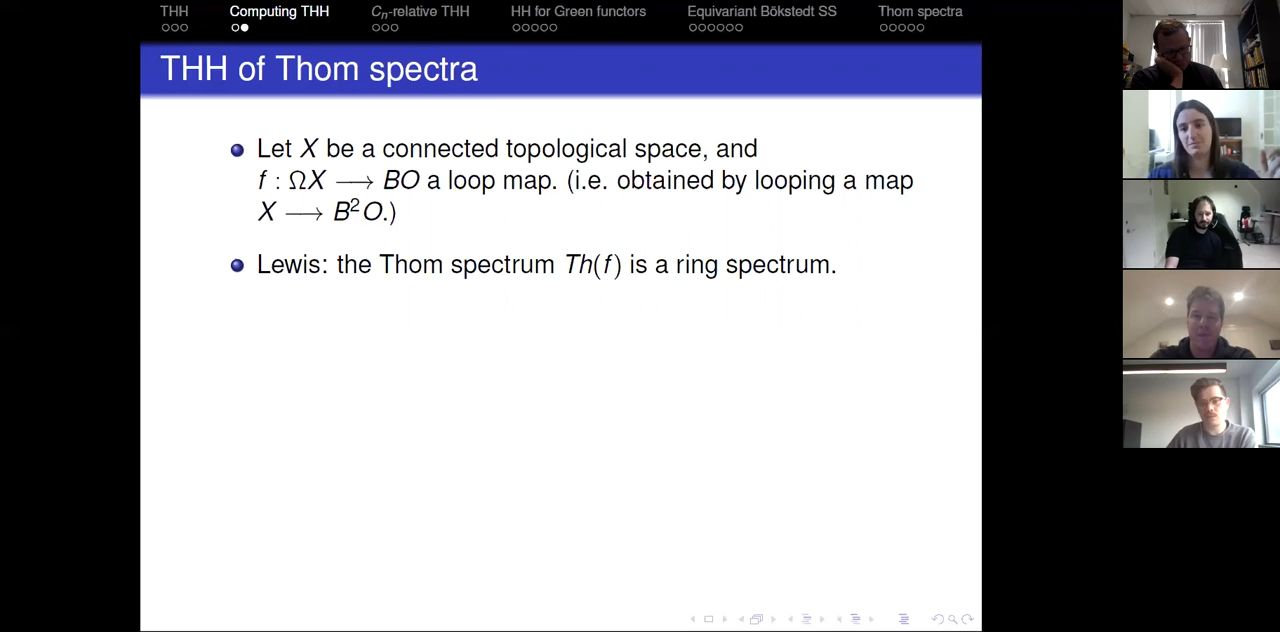 THH Computing THH Cn-relative THH HH for Green functors Equivariant Bökstedt SS Thom spectra
THH of Thom spectra
Let X be a connected topological space, and
f : ΩX ⟶ BO a loop map. (i.e. obtained by looping a map
X ⟶ B²O.)
Lewis: the Thom spectrum Th(f) is a ring spectrum.